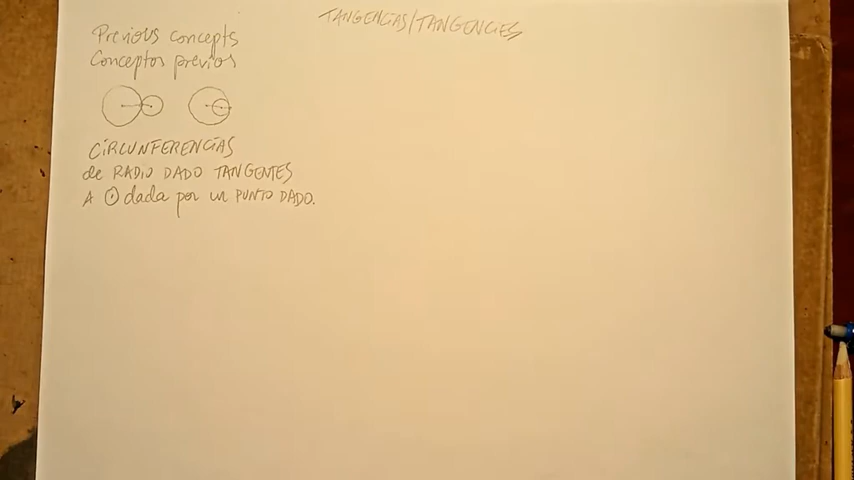 TANGENCIAS/TANGENCIES
Previous concepts
Conceptos previos
CIRCUNFERENCIAS
de RADIO DADO TANGENTES
A ⊙ dada por un PUNTO DADO.